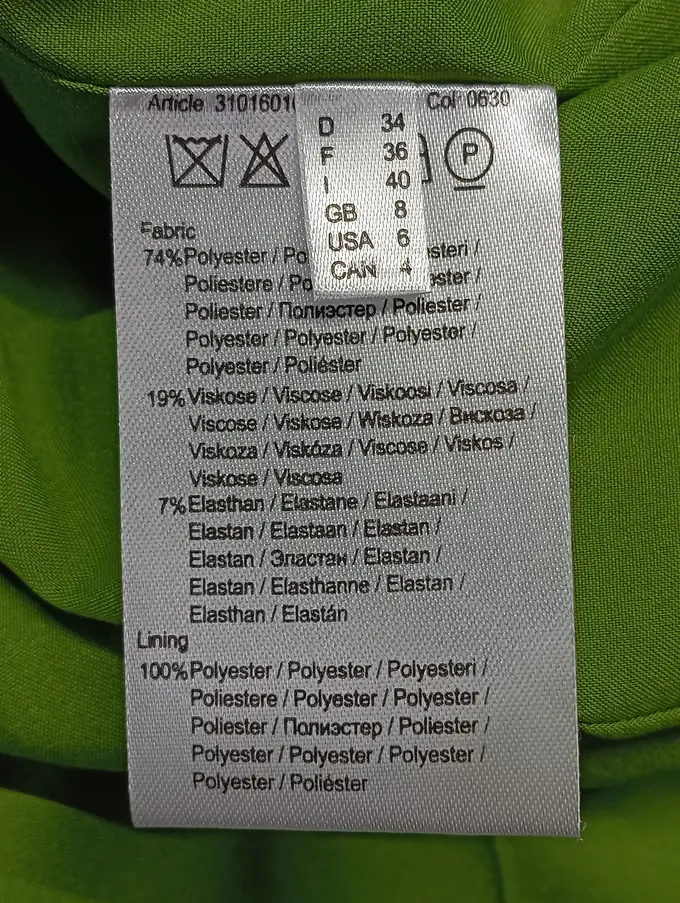 Article 3101601 Col 0630
D 34
F 36
I 40
GB 8
USA 6
CAN 4
P
Fabric
74% Polyester / Po steri /
Poliestere / Po ster /
Poliester / Полиэстер / Poliester /
Polyester / Polyester / Polyester /
Polyester / Poliéster
19% Viskose / Viscose / Viskoosi / Viscosa /
Viscose / Viskose / Wiskoza / Вискоза /
Viskoza / Viskóza / Viscose / Viskos /
Viskose / Viscosa
7% Elasthan / Elastane / Elastaani /
Elastan / Elastaan / Elastan /
Elastan / Эластан / Elastan /
Elastan / Elasthanne / Elastan /
Elasthan / Elastán
Lining
100% Polyester / Polyester / Polyesteri /
Poliestere / Polyester / Polyester /
Poliester / Полиэстер / Poliester /
Polyester / Polyester / Polyester /
Polyester / Poliéster